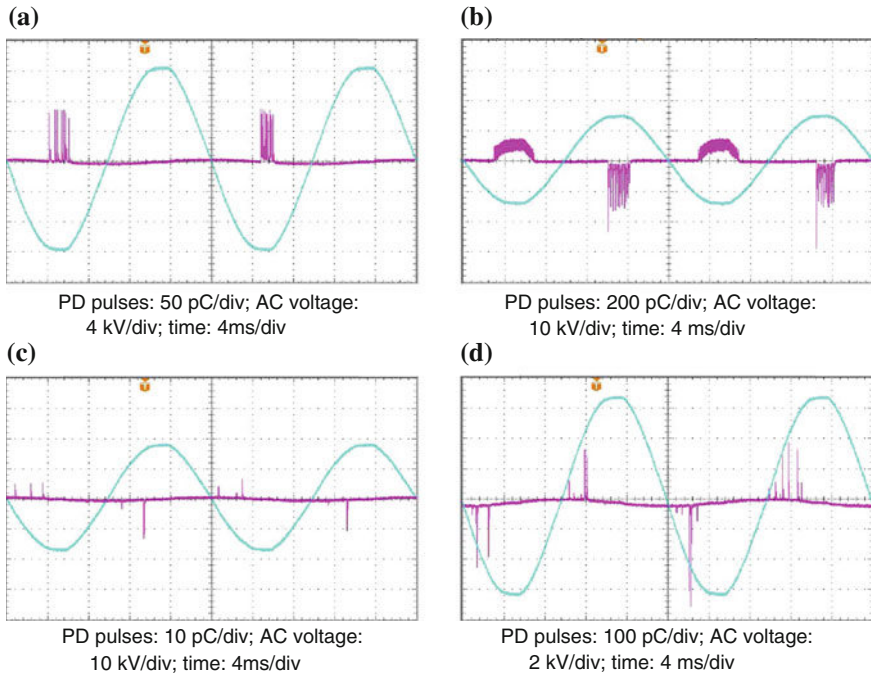 (a)
(b)
PD pulses: 50 pC/div; AC voltage:
4 kV/div; time: 4ms/div
PD pulses: 200 pC/div; AC voltage:
10 kV/div; time: 4 ms/div
(c)
(d)
PD pulses: 10 pC/div; AC voltage:
10 kV/div; time: 4ms/div
PD pulses: 100 pC/div; AC voltage:
2 kV/div; time: 4 ms/div